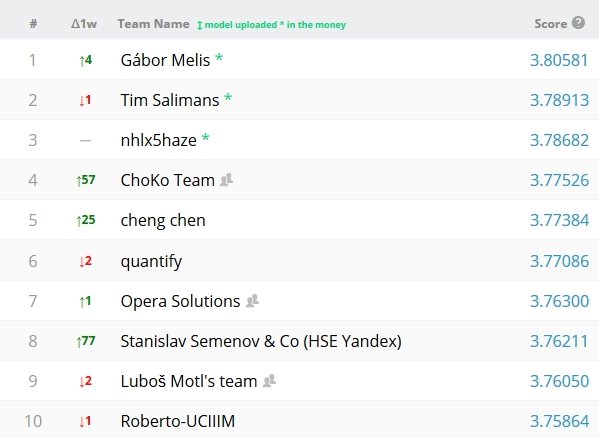 # Δ1w Team Name ↕ model uploaded * in the money Score ?
1 ↑4 Gábor Melis * 3.80581
2 ↓1 Tim Salimans * 3.78913
3 — nhlx5haze * 3.78682
4 ↑57 ChoKo Team 3.77526
5 ↑25 cheng chen 3.77384
6 ↓2 quantify 3.77086
7 ↑1 Opera Solutions 3.76300
8 ↑77 Stanislav Semenov & Co (HSE Yandex) 3.76211
9 ↓2 Luboš Motl's team 3.76050
10 ↓1 Roberto-UCIIIM 3.75864